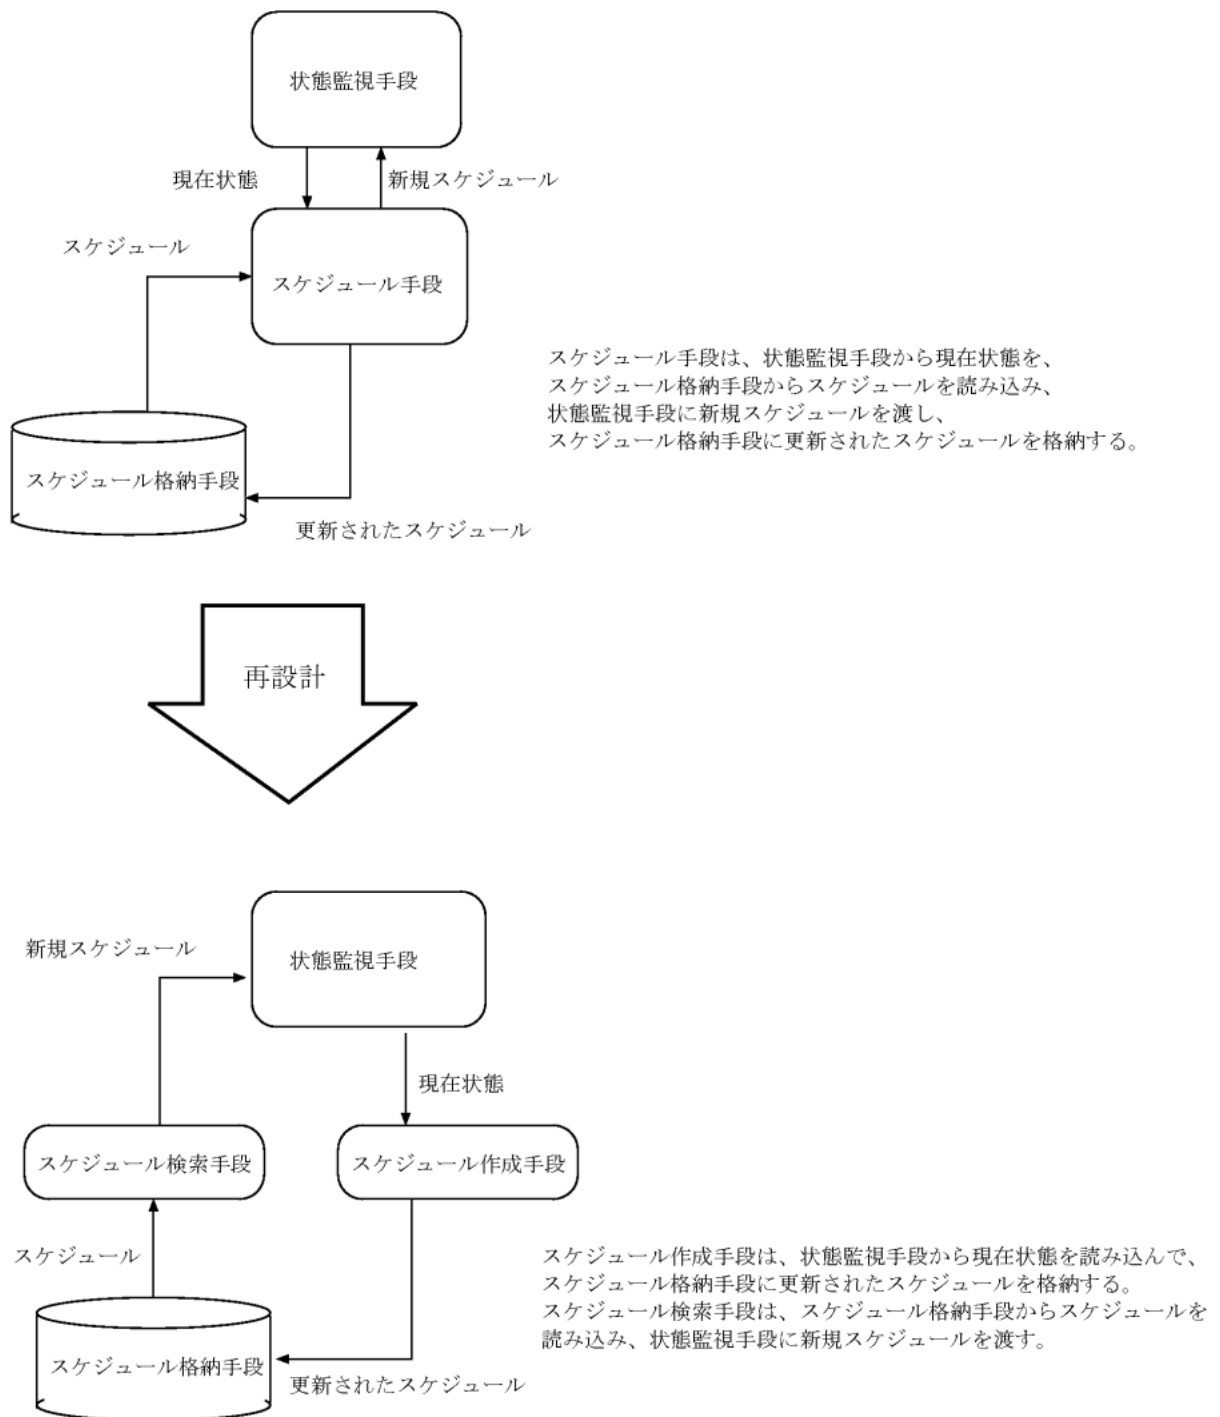 状態監視手段
現在状態
新規スケジュール
スケジュール
スケジュール手段
スケジュール手段は、状態監視手段から現在状態を、
スケジュール格納手段からスケジュールを読み込み、
状態監視手段に新規スケジュールを渡し、
スケジュール格納手段に更新されたスケジュールを格納する。
スケジュール格納手段
更新されたスケジュール
再設計
新規スケジュール
状態監視手段
現在状態
スケジュール検索手段
スケジュール作成手段
スケジュール
スケジュール作成手段は、状態監視手段から現在状態を読み込んで、
スケジュール格納手段に更新されたスケジュールを格納する。
スケジュール検索手段は、スケジュール格納手段からスケジュールを
読み込み、状態監視手段に新規スケジュールを渡す。
スケジュール格納手段
更新されたスケジュール